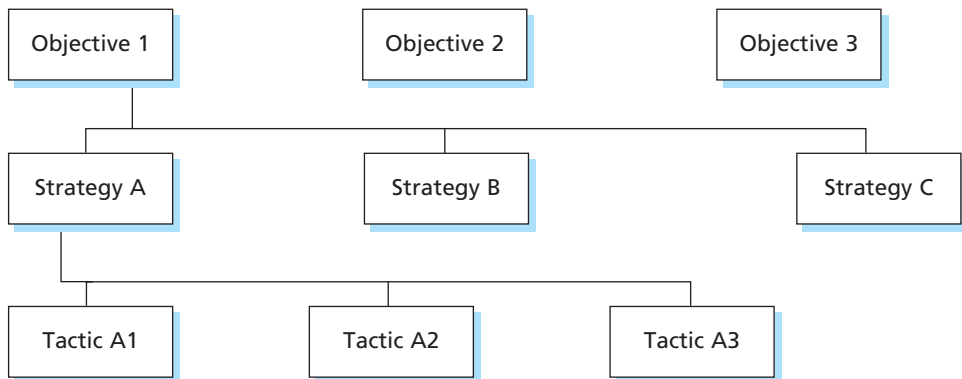 Objective 1
Objective 2
Objective 3
Strategy A
Strategy B
Strategy C
Tactic A1
Tactic A2
Tactic A3